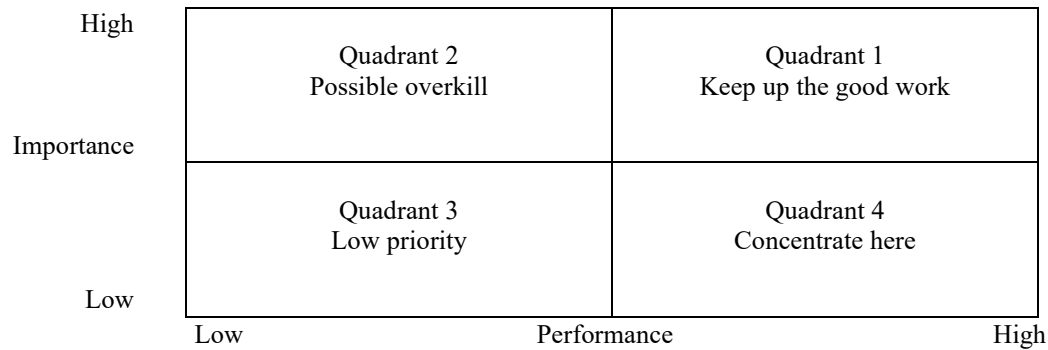 High
Quadrant 2
Possible overkill
Quadrant 1
Keep up the good work
Importance
Quadrant 3
Low priority
Quadrant 4
Concentrate here
Low
Low
Performance
High